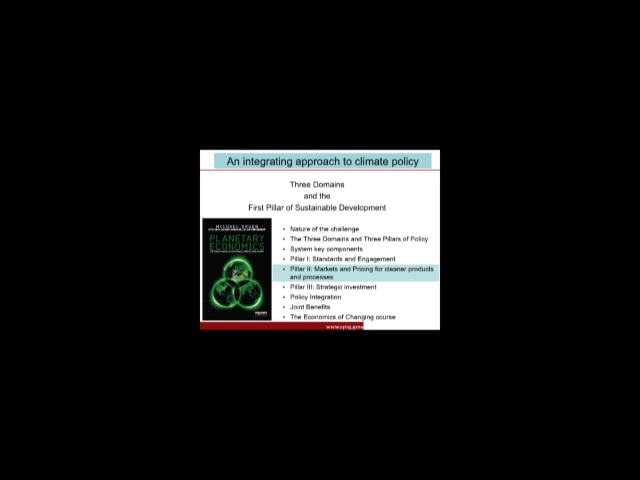 An integrating approach to climate policy
Three Domains
and the
First Pillar of Sustainable Development
MICHAEL GRUBB
PLANETARY
ECONOMICS
• Nature of the challenge
• The Three Domains and Three Pillars of Policy
• System key components
• Pillar I: Standards and Engagement
• Pillar II: Markets and Pricing for cleaner products
and processes
• Pillar III: Strategic investment
• Policy Integration
• Joint Benefits
• The Economics of Changing course